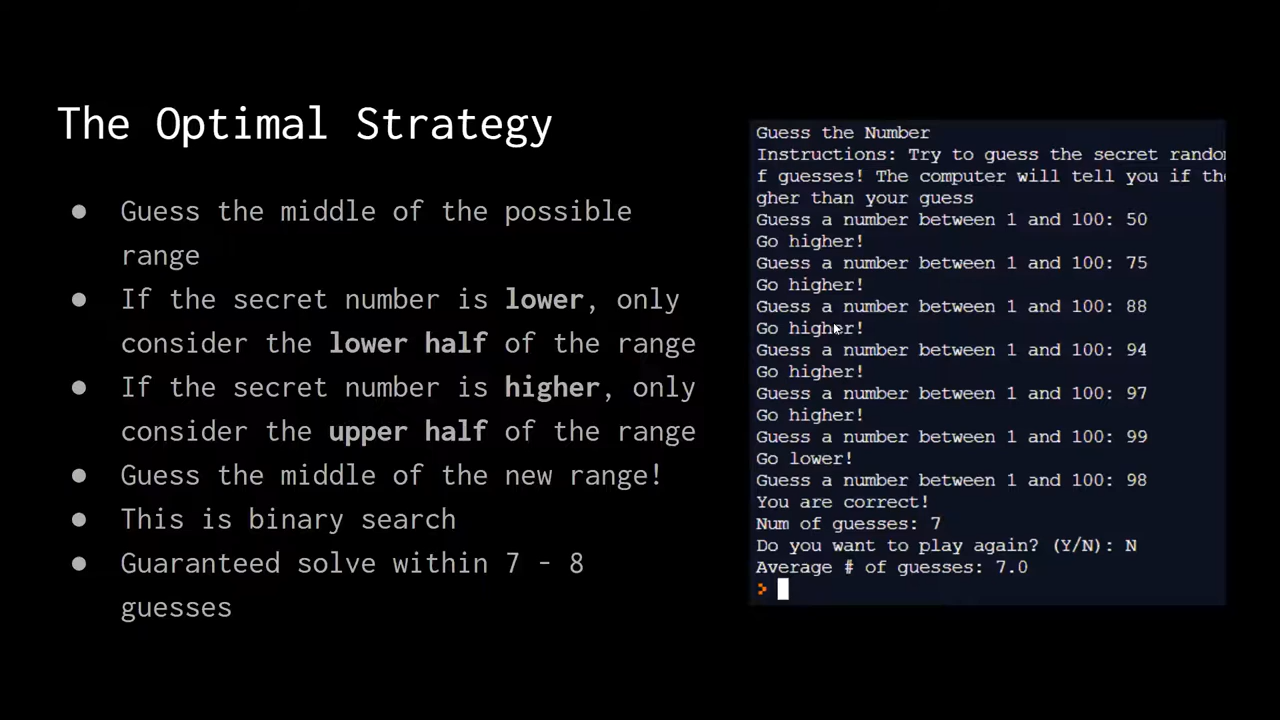 The Optimal Strategy
● Guess the middle of the possible
range
● If the secret number is lower, only
consider the lower half of the range
● If the secret number is higher, only
consider the upper half of the range
● Guess the middle of the new range!
● This is binary search
● Guaranteed solve within 7 - 8
guesses
Guess the Number
Instructions: Try to guess the secret rando
f guesses! The computer will tell you if th
gher than your guess
Guess a number between 1 and 100: 50
Go higher!
Guess a number between 1 and 100: 75
Go higher!
Guess a number between 1 and 100: 88
Go higher!
Guess a number between 1 and 100: 94
Go higher!
Guess a number between 1 and 100: 97
Go higher!
Guess a number between 1 and 100: 99
Go lower!
Guess a number between 1 and 100: 98
You are correct!
Num of guesses: 7
Do you want to play again? (Y/N): N
Average # of guesses: 7.0
>